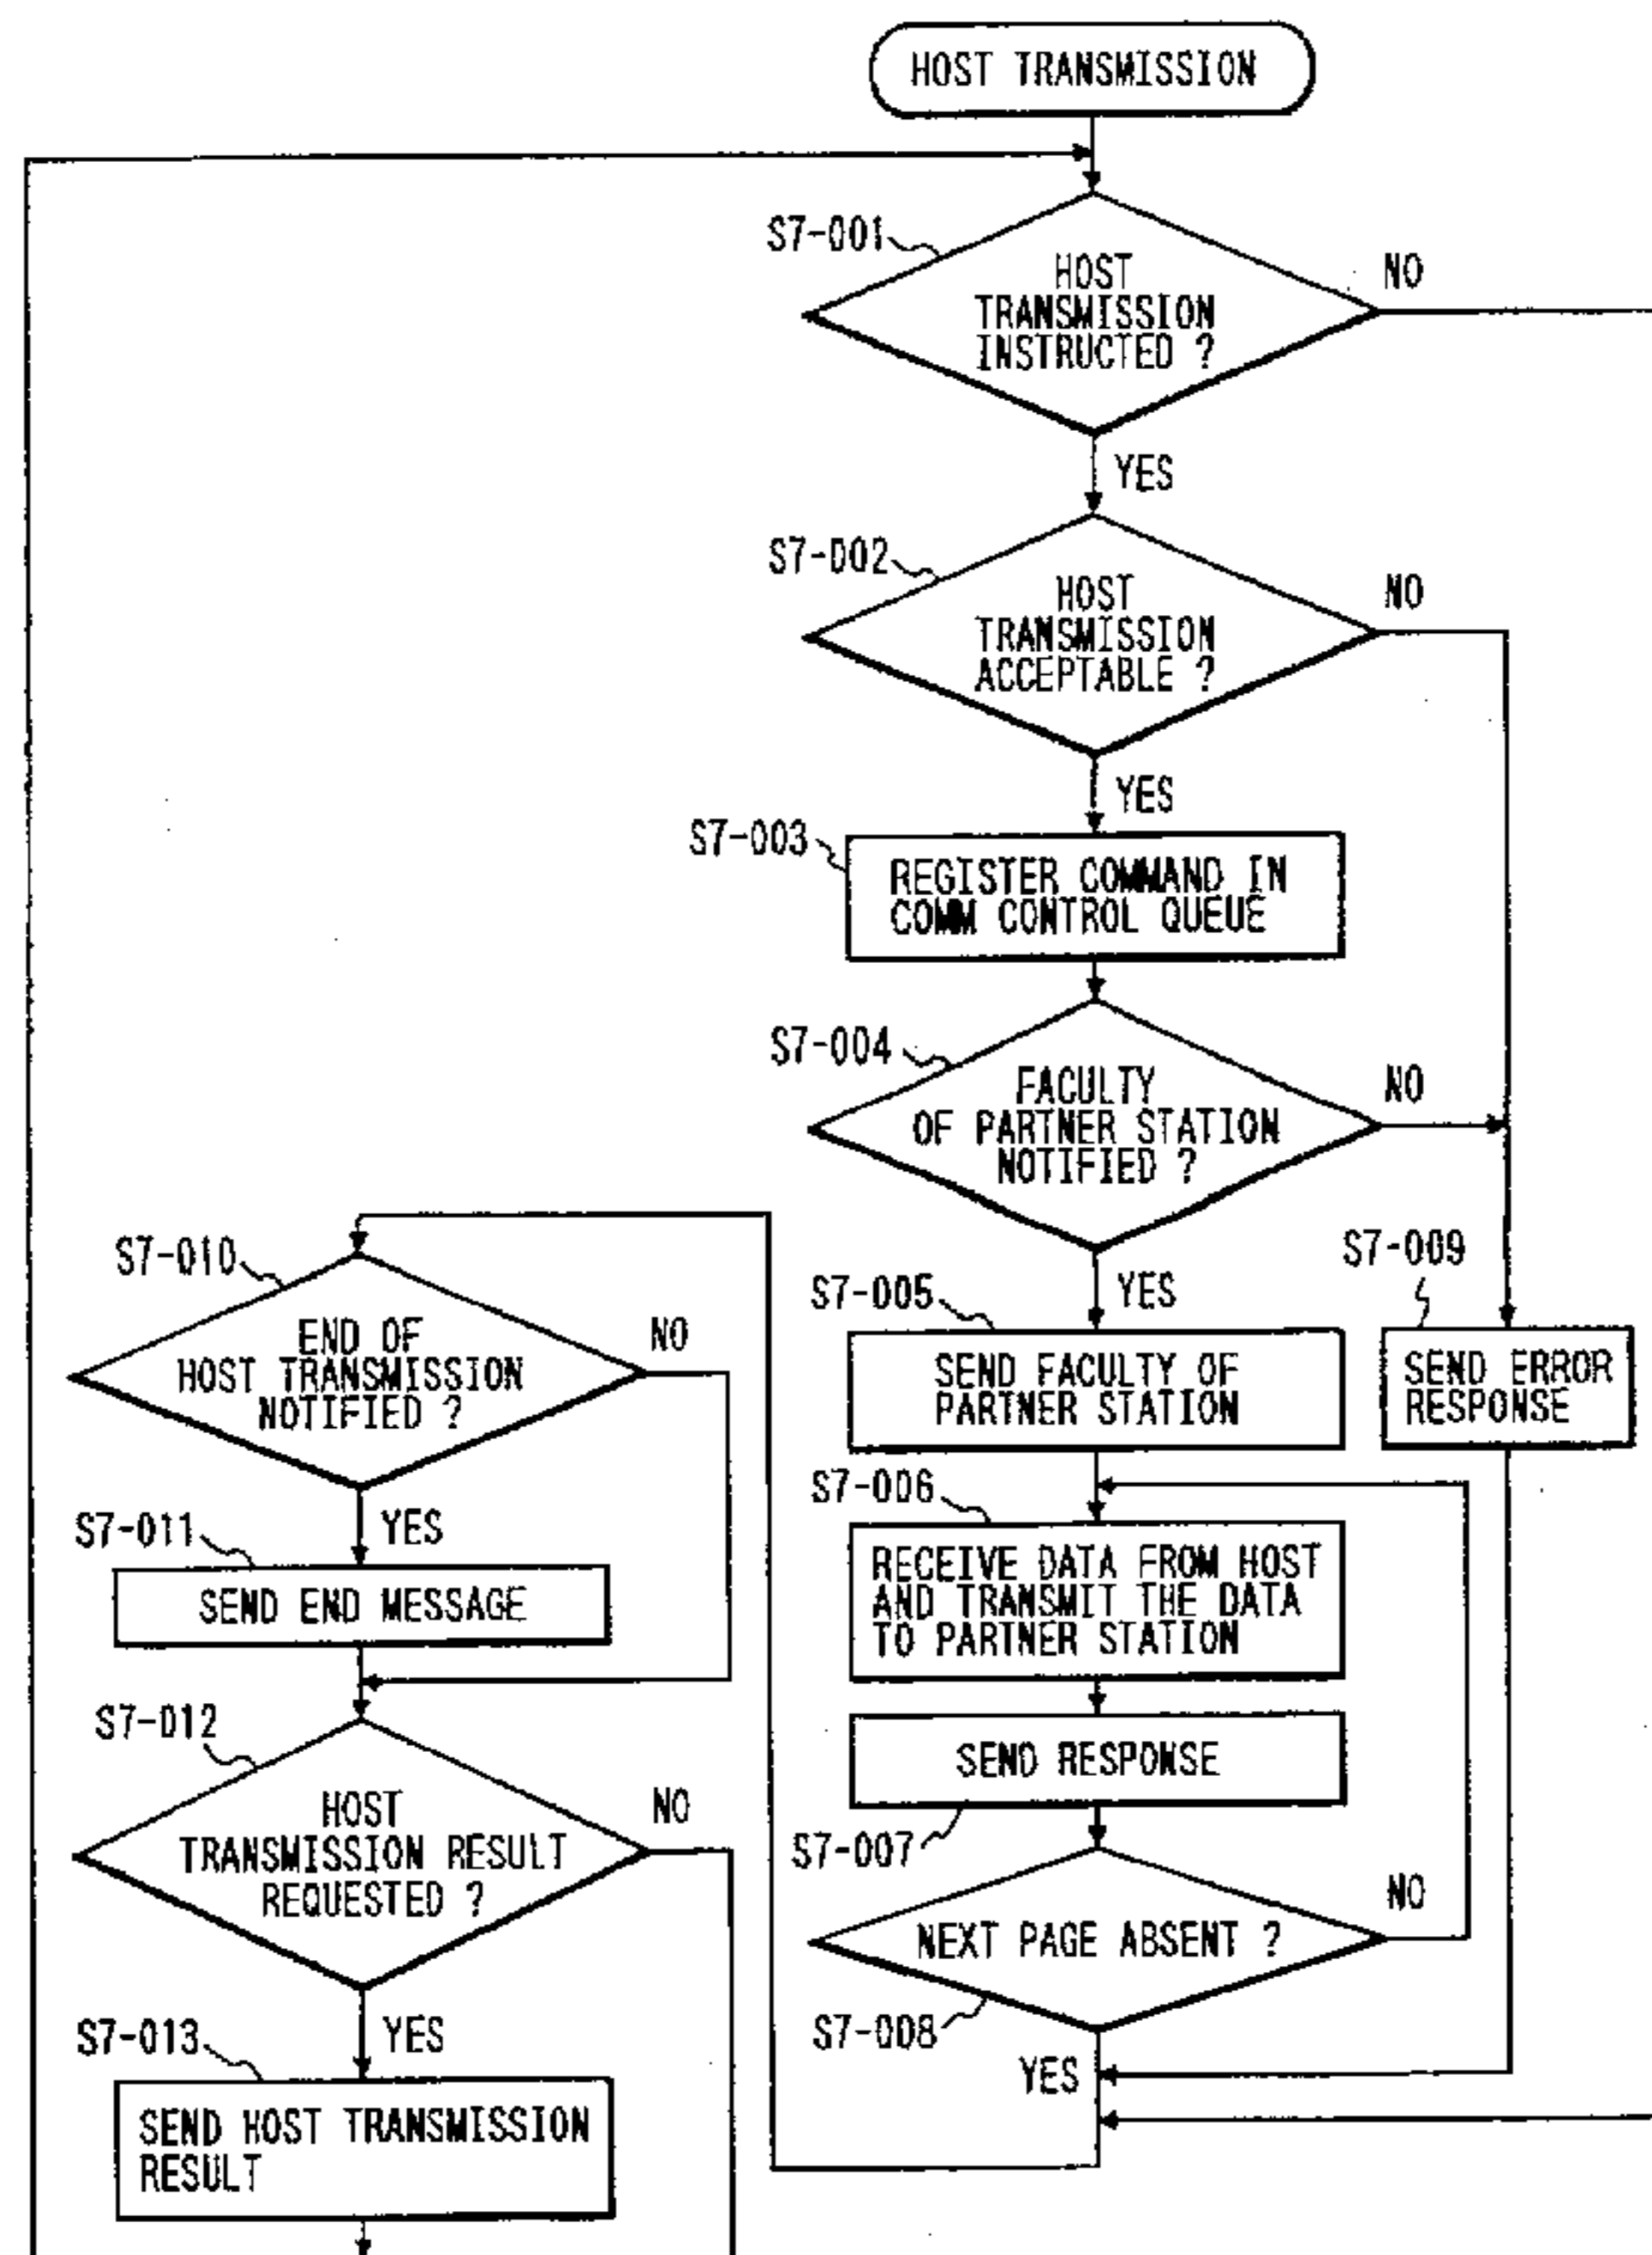 HOST TRANSMISSION
S7-001
HOST
TRANSMISSION
INSTRUCTED ?
NO
YES
S7-002
HOST
TRANSMISSION
ACCEPTABLE ?
NO
YES
S7-003
REGISTER COMMAND IN
COMM CONTROL QUEUE
S7-004
FACULTY
OF PARTNER STATION
NOTIFIED ?
NO
YES
S7-005
SEND FACULTY OF
PARTNER STATION
S7-009
SEND ERROR
RESPONSE
S7-006
RECEIVE DATA FROM HOST
AND TRANSMIT THE DATA
TO PARTNER STATION
SEND RESPONSE
S7-007
NEXT PAGE ABSENT ?
NO
S7-008
YES
S7-010
END OF
HOST TRANSMISSION
NOTIFIED ?
NO
YES
S7-011
SEND END MESSAGE
S7-012
HOST
TRANSMISSION RESULT
REQUESTED ?
NO
YES
S7-013
SEND HOST TRANSMISSION
RESULT